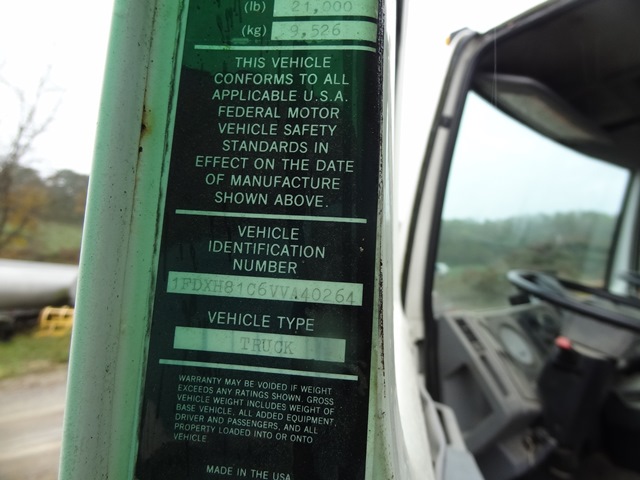 (lb) 21,000
(kg) 9,526
THIS VEHICLE
CONFORMS TO ALL
APPLICABLE U.S.A.
FEDERAL MOTOR
VEHICLE SAFETY
STANDARDS IN
EFFECT ON THE DATE
OF MANUFACTURE
SHOWN ABOVE.
VEHICLE
IDENTIFICATION
NUMBER
1FDXH81C6VVA40264
VEHICLE TYPE
TRUCK
WARRANTY MAY BE VOIDED IF WEIGHT
EXCEEDS ANY RATINGS SHOWN. GROSS
VEHICLE WEIGHT INCLUDES WEIGHT OF
BASE VEHICLE, ALL ADDED EQUIPMENT,
DRIVER AND PASSENGERS, AND ALL
PROPERTY LOADED INTO OR ONTO
VEHICLE
MADE IN THE USA